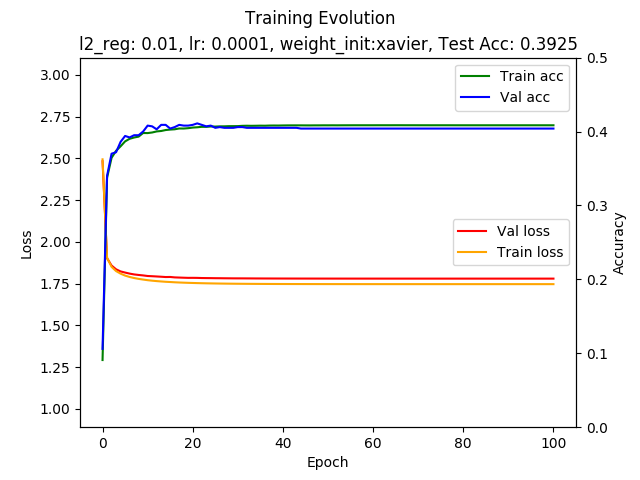 Training Evolution
l2_reg: 0.01, lr: 0.0001, weight_init:xavier, Test Acc: 0.3925
Train acc
Val acc
Val loss
Train loss
Loss
3.00
2.75
2.50
2.25
2.00
1.75
1.50
1.25
1.00
Accuracy
0.5
0.4
0.3
0.2
0.1
0.0
0 20 40 60 80 100
Epoch